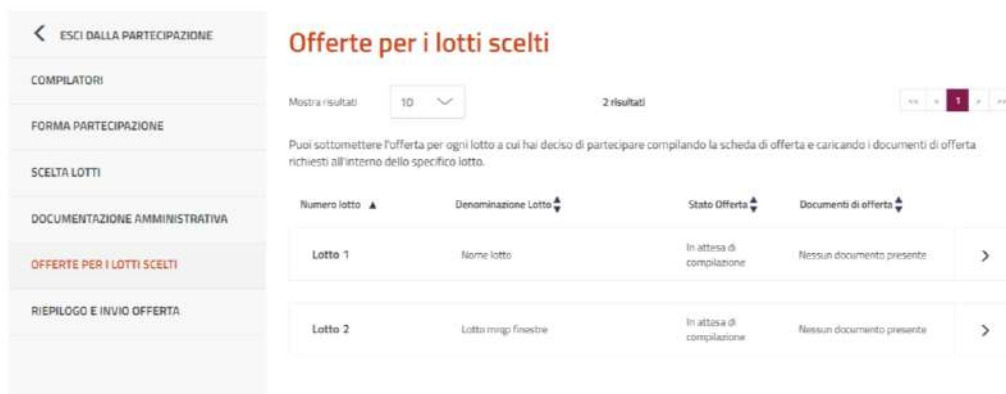 ESCI DALLA PARTECIPAZIONE
COMPILATORI
FORMA PARTECIPAZIONE
SCELTA LOTTI
DOCUMENTAZIONE AMMINISTRATIVA
OFFERTE PER I LOTTI SCELTI
RIEPILOGO E INVIO OFFERTA
Offerte per i lotti scelti
Mostra risultati 10 2 risultati << < 1 > >>
Puoi sottomettere l'offerta per ogni lotto a cui hai deciso di partecipare compilando la scheda di offerta e caricando i documenti di offerta
richiesti all'interno dello specifico lotto.
Numero lotto Denominazione Lotto Stato Offerta Documenti di offerta
Lotto 1 Nome lotto In attesa di compilazione Nessun documento presente
Lotto 2 Lotto finestre In attesa di compilazione Nessun documento presente